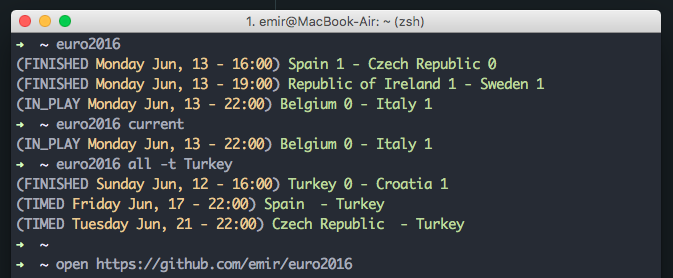 1. emir@MacBook-Air: ~ (zsh)
➜ ~ euro2016
(FINISHED Monday Jun, 13 - 16:00) Spain 1 - Czech Republic 0
(FINISHED Monday Jun, 13 - 19:00) Republic of Ireland 1 - Sweden 1
(IN_PLAY Monday Jun, 13 - 22:00) Belgium 0 - Italy 1
➜ ~ euro2016 current
(IN_PLAY Monday Jun, 13 - 22:00) Belgium 0 - Italy 1
➜ ~ euro2016 all -t Turkey
(FINISHED Sunday Jun, 12 - 16:00) Turkey 0 - Croatia 1
(TIMED Friday Jun, 17 - 22:00) Spain  - Turkey
(TIMED Tuesday Jun, 21 - 22:00) Czech Republic  - Turkey
➜ ~
➜ ~ open https://github.com/emir/euro2016